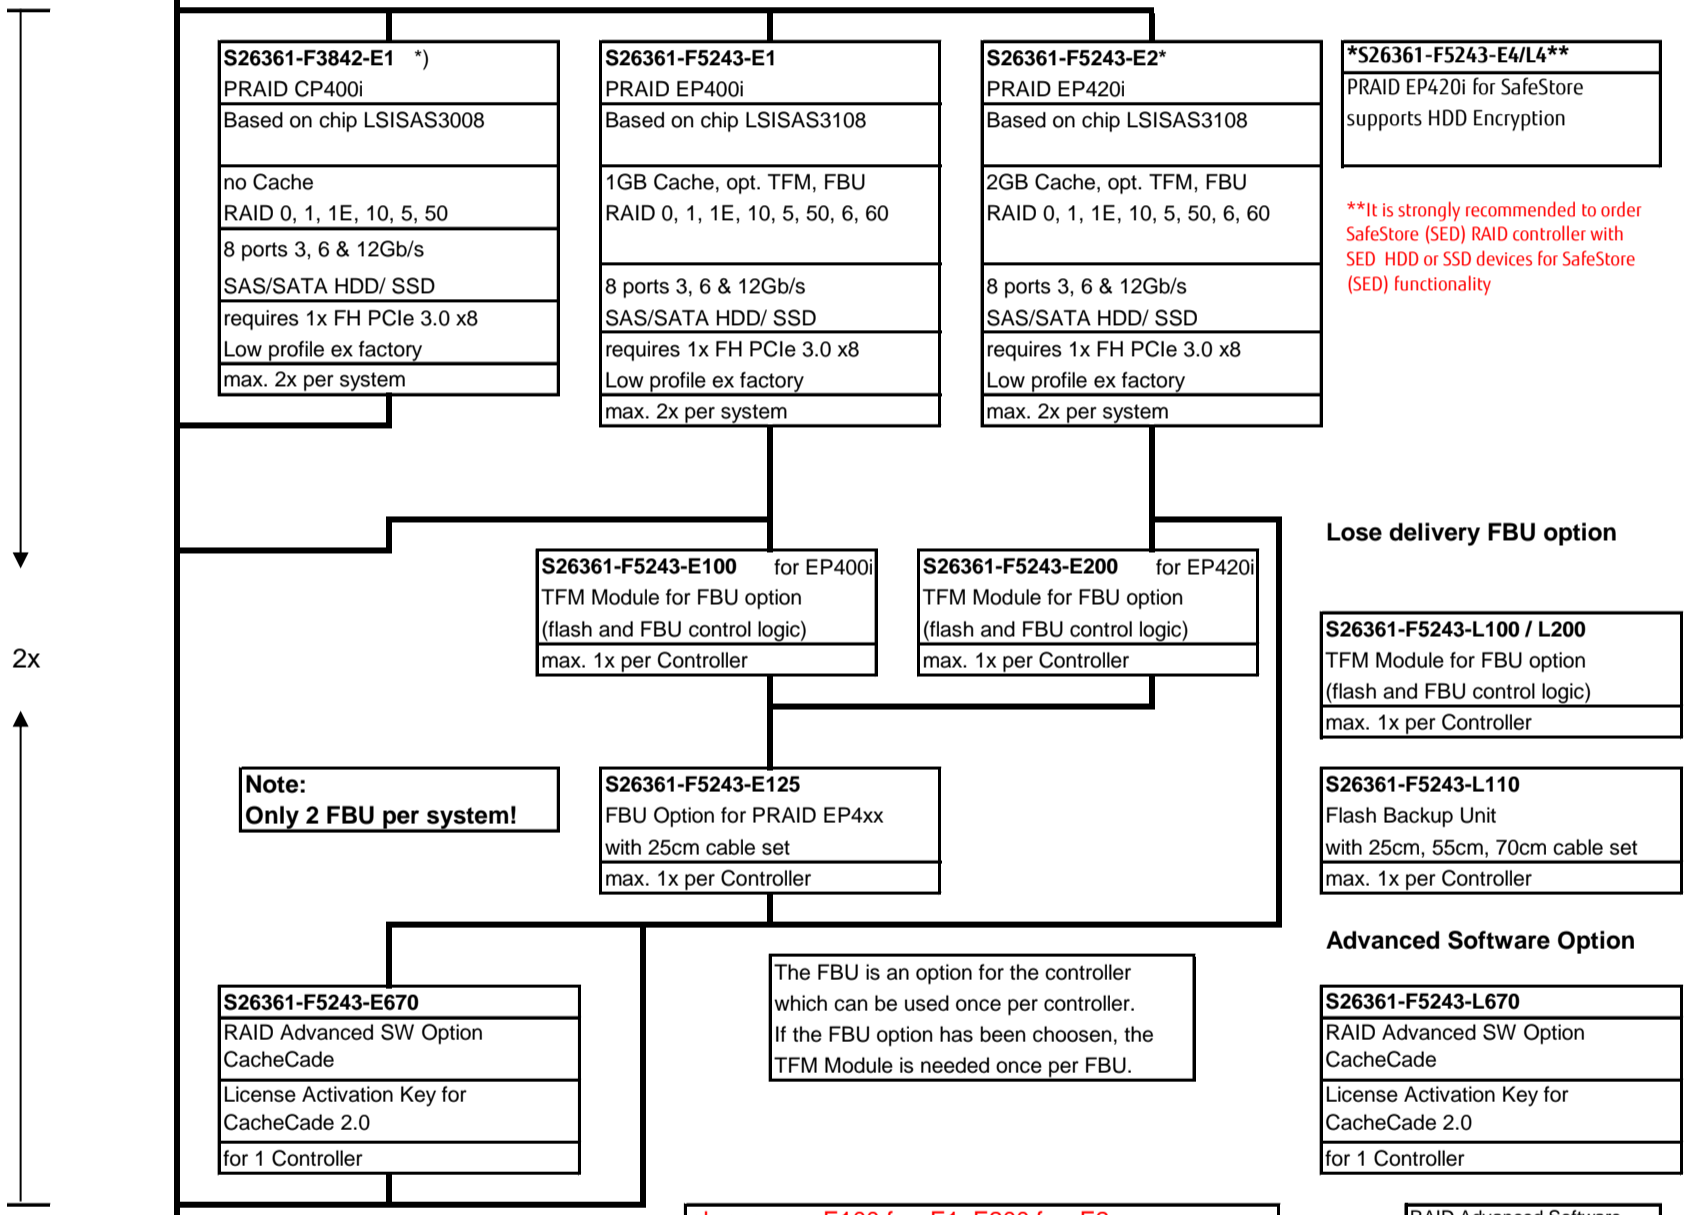 S26361-F3842-E1 *)
PRAID CP400i
Based on chip LSISAS3008
no Cache
RAID 0, 1, 1E, 10, 5, 50
8 ports 3, 6 & 12Gb/s
SAS/SATA HDD/ SSD
requires 1x FH PCIe 3.0 x8
Low profile ex factory
max. 2x per system
S26361-F5243-E1
PRAID EP400i
Based on chip LSISAS3108
1GB Cache, opt. TFM, FBU
RAID 0, 1, 1E, 10, 5, 50, 6, 60
8 ports 3, 6 & 12Gb/s
SAS/SATA HDD/ SSD
requires 1x FH PCIe 3.0 x8
Low profile ex factory
max. 2x per system
S26361-F5243-E2*
PRAID EP420i
Based on chip LSISAS3108
2GB Cache, opt. TFM, FBU
RAID 0, 1, 1E, 10, 5, 50, 6, 60
8 ports 3, 6 & 12Gb/s
SAS/SATA HDD/ SSD
requires 1x FH PCIe 3.0 x8
Low profile ex factory
max. 2x per system
*S26361-F5243-E4/L4**
PRAID EP420i for SafeStore
supports HDD Encryption
**It is strongly recommended to order
SafeStore (SED) RAID controller with
SED HDD or SSD devices for SafeStore
(SED) functionality
2x
S26361-F5243-E100 for EP400i
TFM Module for FBU option
(flash and FBU control logic)
max. 1x per Controller
S26361-F5243-E200 for EP420i
TFM Module for FBU option
(flash and FBU control logic)
max. 1x per Controller
Lose delivery FBU option
S26361-F5243-L100 / L200
TFM Module for FBU option
(flash and FBU control logic)
max. 1x per Controller
Note:
Only 2 FBU per system!
S26361-F5243-E125
FBU Option for PRAID EP4xx
with 25cm cable set
max. 1x per Controller
S26361-F5243-L110
Flash Backup Unit
with 25cm, 55cm, 70cm cable set
max. 1x per Controller
Advanced Software Option
S26361-F5243-E670
RAID Advanced SW Option
CacheCade
License Activation Key for
CacheCade 2.0
for 1 Controller
The FBU is an option for the controller
which can be used once per controller.
If the FBU option has been choosen, the
TFM Module is needed once per FBU.
S26361-F5243-L670
RAID Advanced SW Option
CacheCade
License Activation Key for
CacheCade 2.0
for 1 Controller
RAID Advanced Software